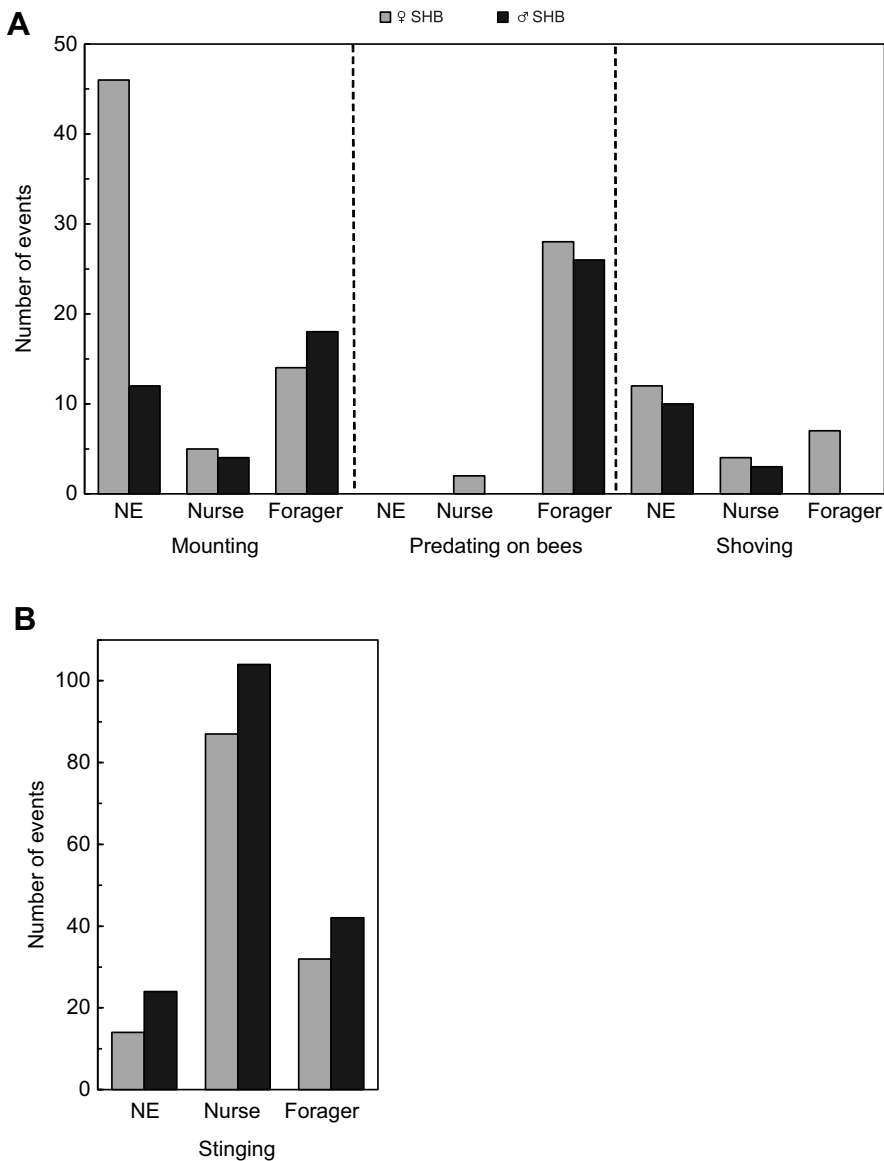 A
♀ SHB ♂ SHB
50
40
30
20
10
0
Number of events
NE Nurse Forager NE Nurse Forager NE Nurse Forager
Mounting Predating on bees Shoving
B
100
80
60
40
20
0
Number of events
NE Nurse Forager
Stinging